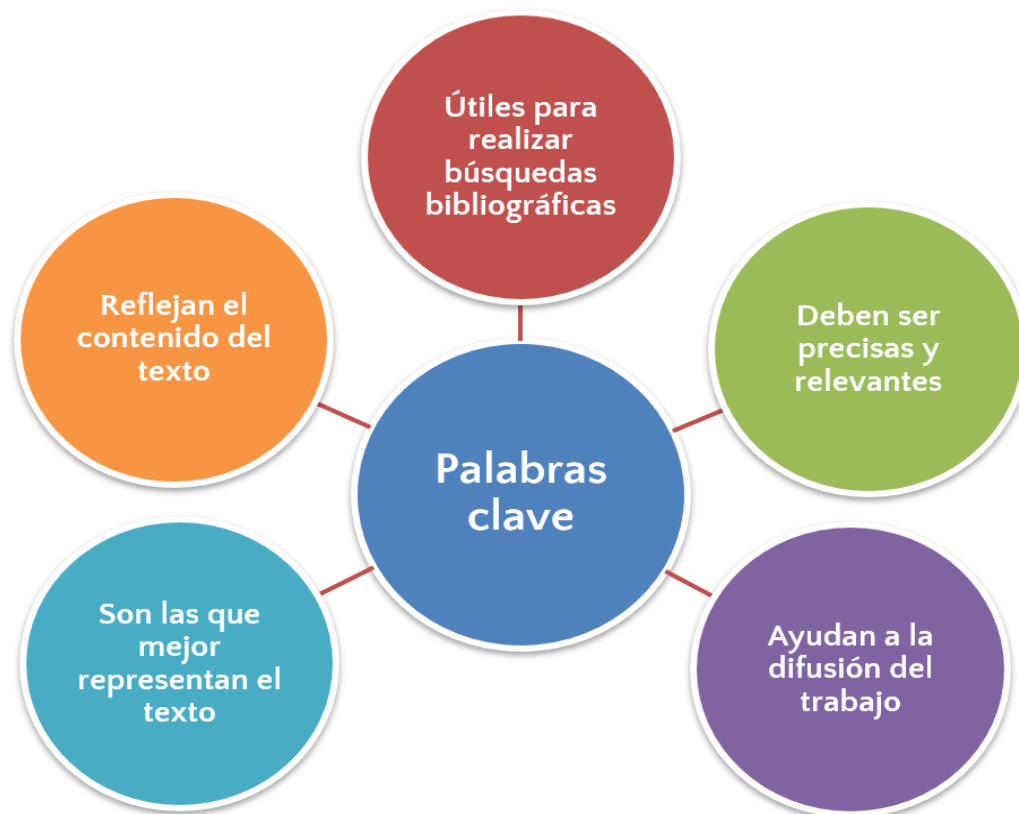 Útiles para
realizar
búsquedas
bibliográficas
Reflejan el
contenido del
texto
Deben ser
precisas y
relevantes
Palabras
clave
Son las que
mejor
representan el
texto
Ayudan a la
difusión del
trabajo